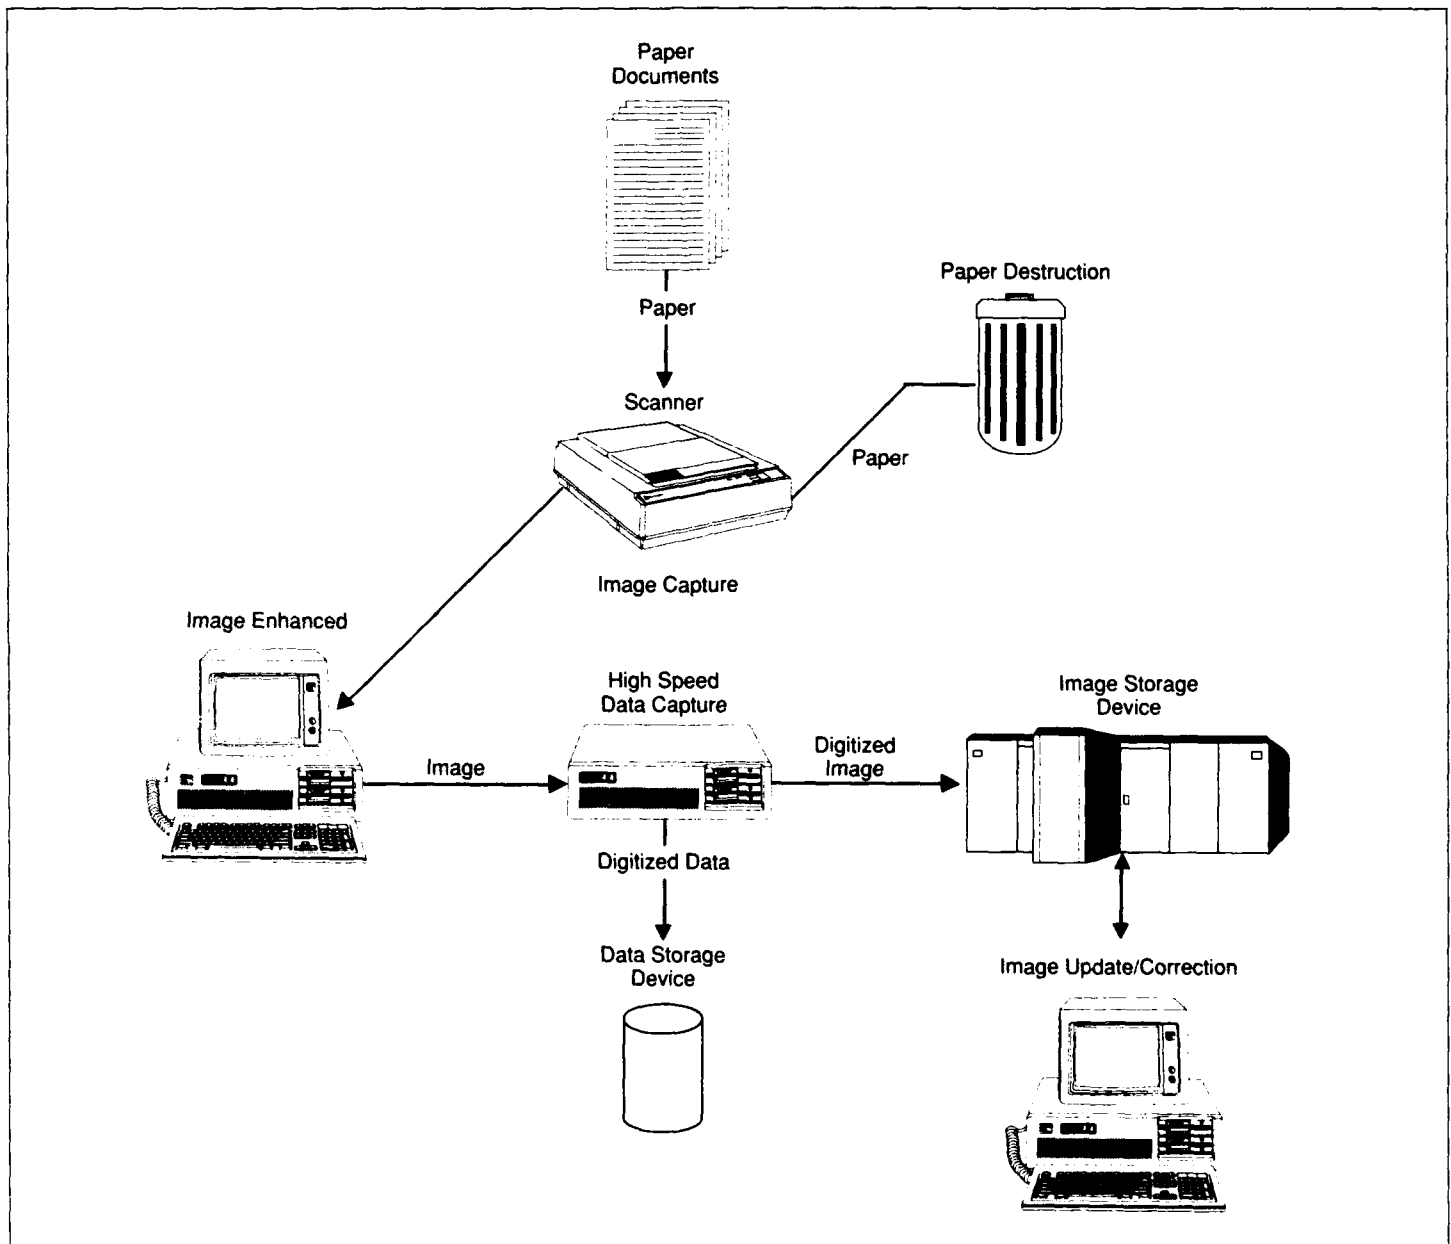 Paper
Documents
Paper Destruction
Paper
Scanner
Paper
Image Capture
Image Enhanced
High Speed
Data Capture
Image Storage
Device
Image
Digitized
Image
Digitized Data
Data Storage
Device
Image Update/Correction